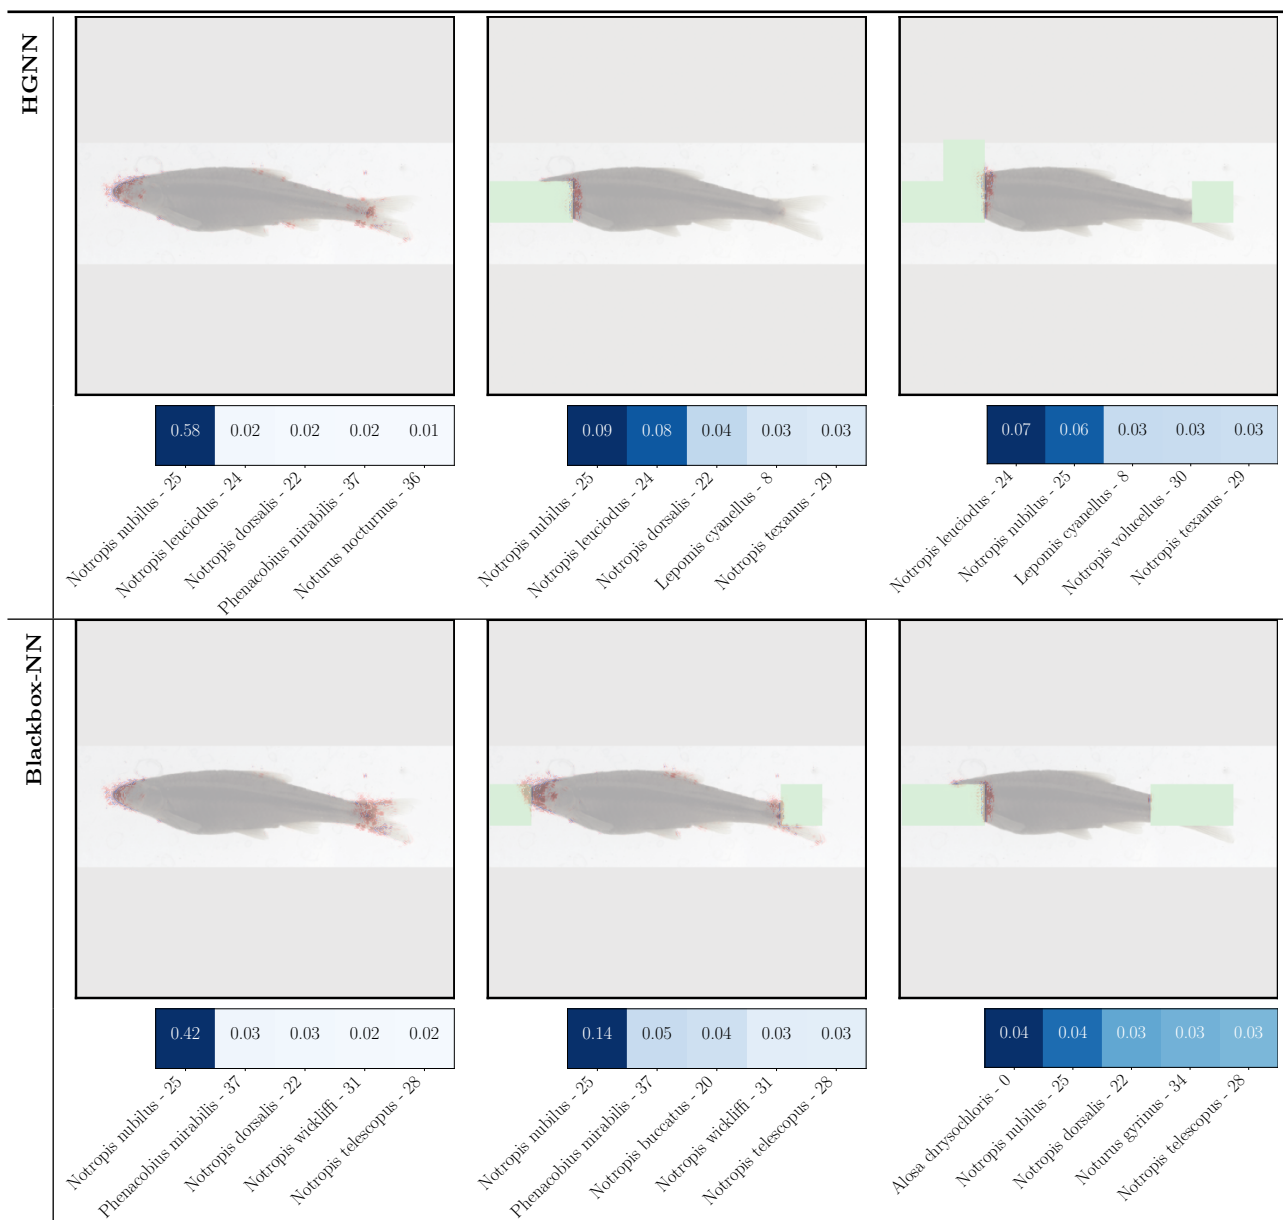 HGNN
0.58 0.02 0.02 0.02 0.01
Notropis nubilus - 25
Notropis leuciodus - 24
Notropis dorsalis - 22
Phenacobius mirabilis - 37
Noturus nocturnus - 36
0.09 0.08 0.04 0.03 0.03
Notropis nubilus - 25
Notropis leuciodus - 24
Notropis dorsalis - 22
Lepomis cyanellus - 8
Notropis texanus - 29
0.07 0.06 0.03 0.03 0.03
Notropis leuciodus - 24
Notropis nubilus - 25
Lepomis cyanellus - 8
Notropis volucellus - 30
Notropis texanus - 29
Blackbox-NN
0.42 0.03 0.03 0.02 0.02
Notropis nubilus - 25
Phenacobius mirabilis - 37
Notropis dorsalis - 22
Notropis wickliffi - 31
Notropis telescopus - 28
0.14 0.05 0.04 0.03 0.03
Notropis nubilus - 25
Phenacobius mirabilis - 37
Notropis buccatus - 20
Notropis wickliffi - 31
Notropis telescopus - 28
0.04 0.04 0.03 0.03 0.03
Alosa chrysochloris - 0
Notropis nubilus - 25
Notropis dorsalis - 22
Noturus gyrinus - 34
Notropis telescopus - 28